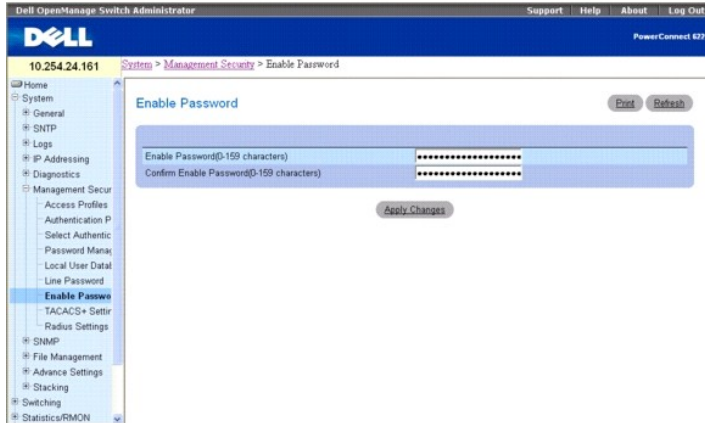 Dell OpenManage Switch Administrator
Support Help About Log Out
DELL
PowerConnect 622
10.254.24.161
System > Management Security > Enable Password
Home
System
General
SNTP
Logs
IP Addressing
Diagnostics
Management Secur
Access Profiles
Authentication P
Select Authentic
Password Manag
Local User Datal
Line Password
Enable Passwo
TACACS+ Settin
Radius Settings
SNMP
File Management
Advance Settings
Stacking
Switching
Statistics/RMON
Enable Password
Print Refresh
Enable Password(0-159 characters)
Confirm Enable Password(0-159 characters)
Apply Changes